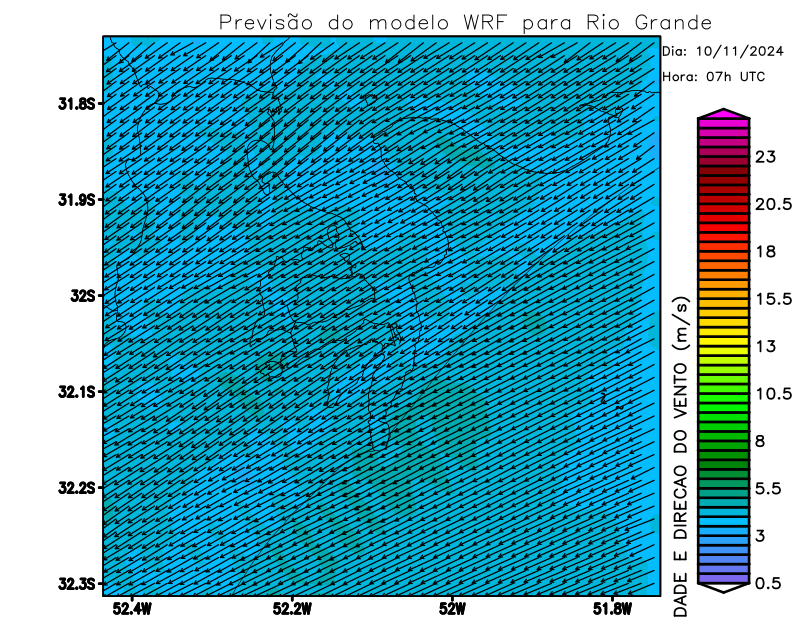 Previsão do modelo WRF para Rio Grande
Dia: 10/11/2024
Hora: 07h UTC
31.8S
31.9S
32S
32.1S
32.2S
32.3S
52.4W
52.2W
52W
51.8W
23
20.5
18
15.5
13
10.5
8
5.5
3
0.5
DADE E DIRECAO DO VENTO (m/s)